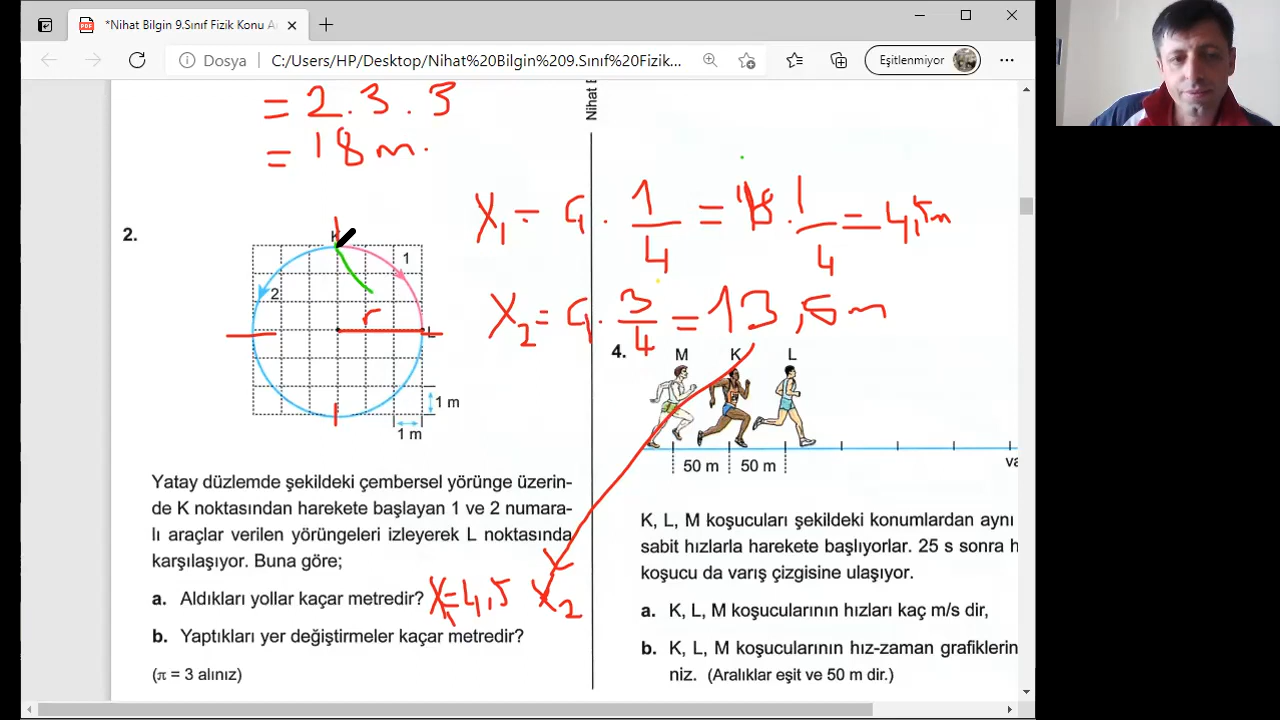 *Nihat Bilgin 9.Sınıf Fizik Konu A
Dosya
C:/Users/HP/Desktop/Nihat%20Bilgin%209.Sınıf%20Fizik...
Eşitlenmiyor
= 2.3.3
= 18 m.
Nihat B
2.
K
1
2
r
L
1 m
1 m
X1 = Ç . 1/4 = 18 . 1/4 = 4,5m
X2 = Ç . 3/4 = 13,5 m
Yatay düzlemde şekildeki çembersel yörünge üzerin-
de K noktasından harekete başlayan 1 ve 2 numara-
lı araçlar verilen yörüngeleri izleyerek L noktasında
karşılaşıyor. Buna göre;
a. Aldıkları yollar kaçar metredir? X1=4,5 X2
b. Yaptıkları yer değiştirmeler kaçar metredir?
(π = 3 alınız)
4.
M K L
50 m 50 m
va
K, L, M koşucuları şekildeki konumlardan aynı
sabit hızlarla harekete başlıyorlar. 25 s sonra h
koşucu da varış çizgisine ulaşıyor.
a. K, L, M koşucularının hızları kaç m/s dir,
b. K, L, M koşucularının hız-zaman grafiklerin
niz. (Aralıklar eşit ve 50 m dir.)